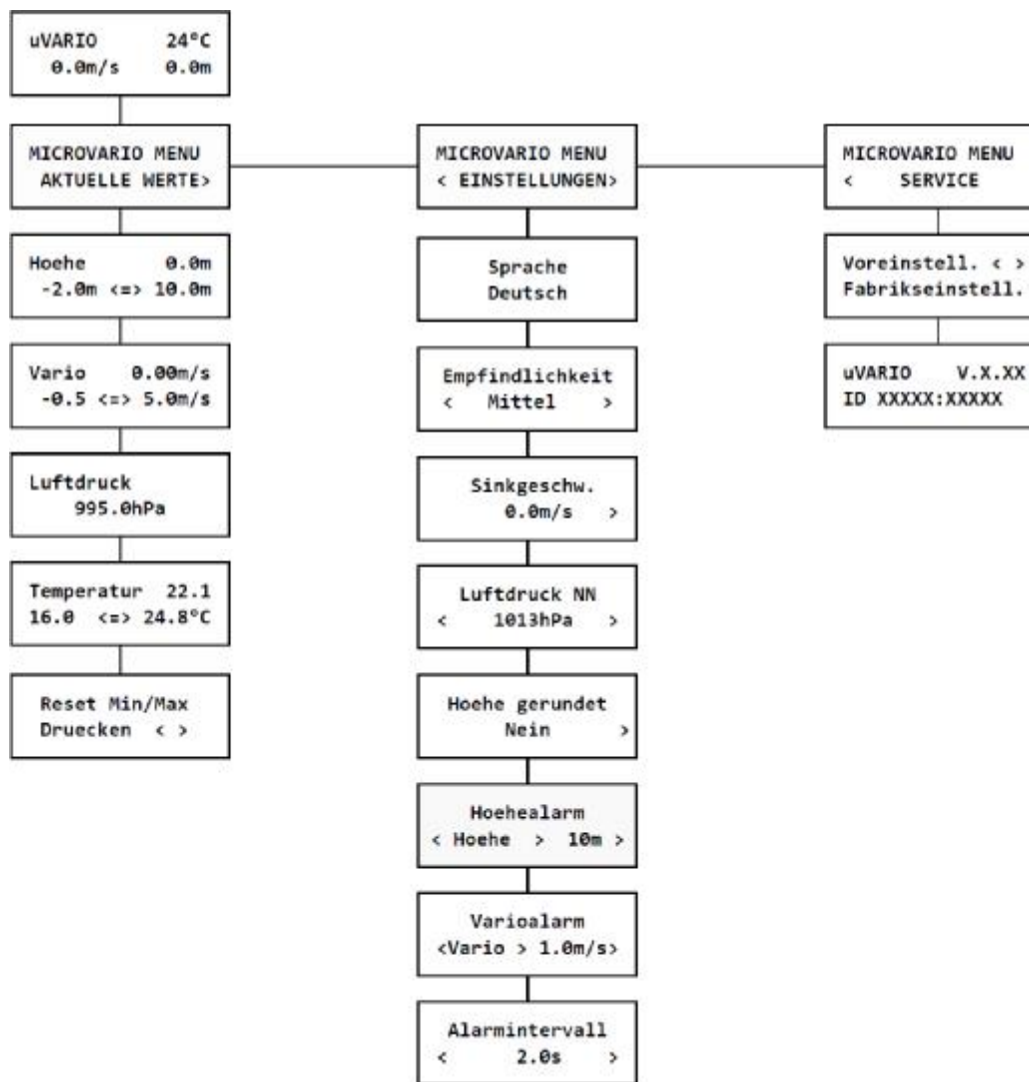 uVARIO 24°C
0.0m/s 0.0m
MICROVARIO MENU
AKTUELLE WERTE>
Hoehe 0.0m
-2.0m <=> 10.0m
Vario 0.00m/s
-0.5 <=> 5.0m/s
Luftdruck
995.0hPa
Temperatur 22.1
16.0 <=> 24.8°C
Reset Min/Max
Druecken < >
MICROVARIO MENU
< EINSTELLUNGEN>
Sprache
Deutsch
Empfindlichkeit
< Mittel >
Sinkgeschw.
0.0m/s >
Luftdruck NN
< 1013hPa >
Hoehe gerundet
Nein >
Hoehealarm
< Hoehe > 10m >
Varioalarm
<Vario > 1.0m/s>
Alarmintervall
< 2.0s >
MICROVARIO MENU
< SERVICE
Voreinstell. < >
Fabrikseinstell.
uVARIO V.X.XX
ID XXXXX:XXXXX